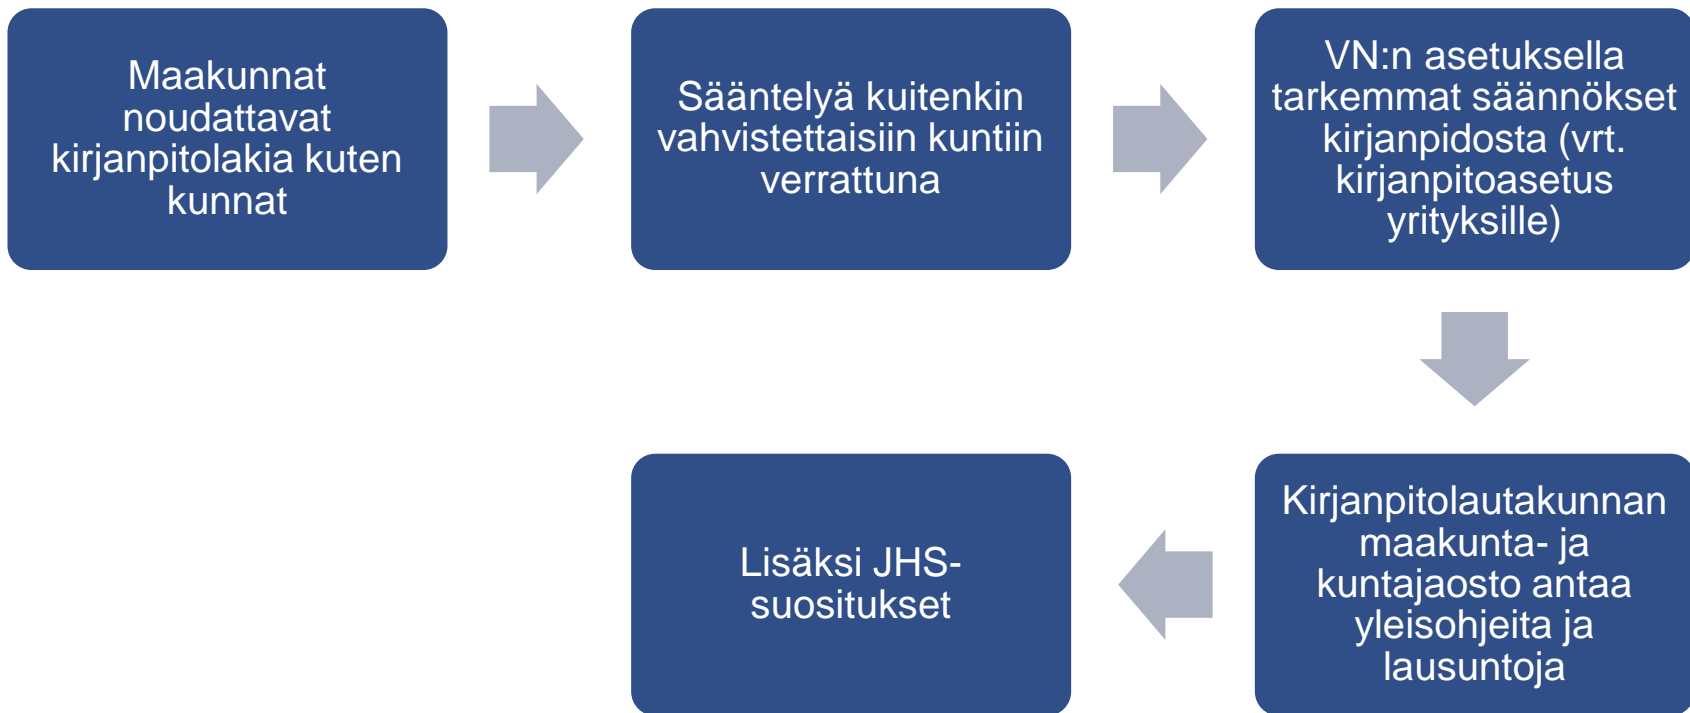 Maakunnat
noudattavat
kirjanpitolakia kuten
kunnat
Sääntelyä kuitenkin
vahvistettaisiin kuntiin
verrattuna
VN:n asetuksella
tarkemmat säännökset
kirjanpidosta (vrt.
kirjanpitoasetus
yrityksille)
Kirjanpitolautakunnan
maakunta- ja
kuntajaosto antaa
yleisohjeita ja
lausuntoja
Lisäksi JHS-
suositukset